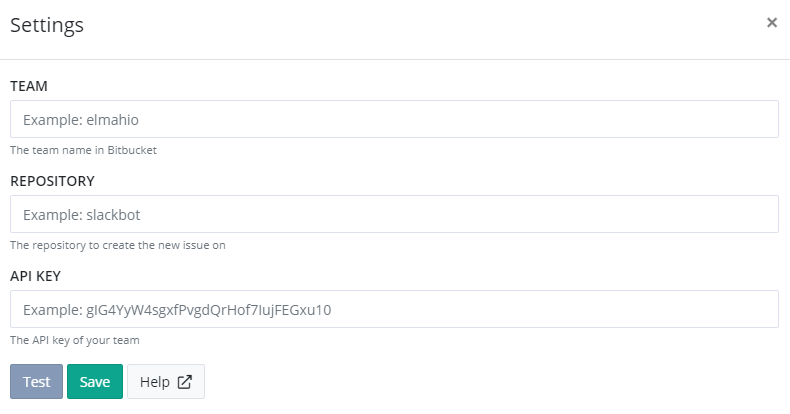 Settings
×
TEAM
Example: elmahio
The team name in Bitbucket
REPOSITORY
Example: slackbot
The repository to create the new issue on
API KEY
Example: gIG4YyW4sgxfPvgdQrHof7IujFEGxu10
The API key of your team
Test Save Help